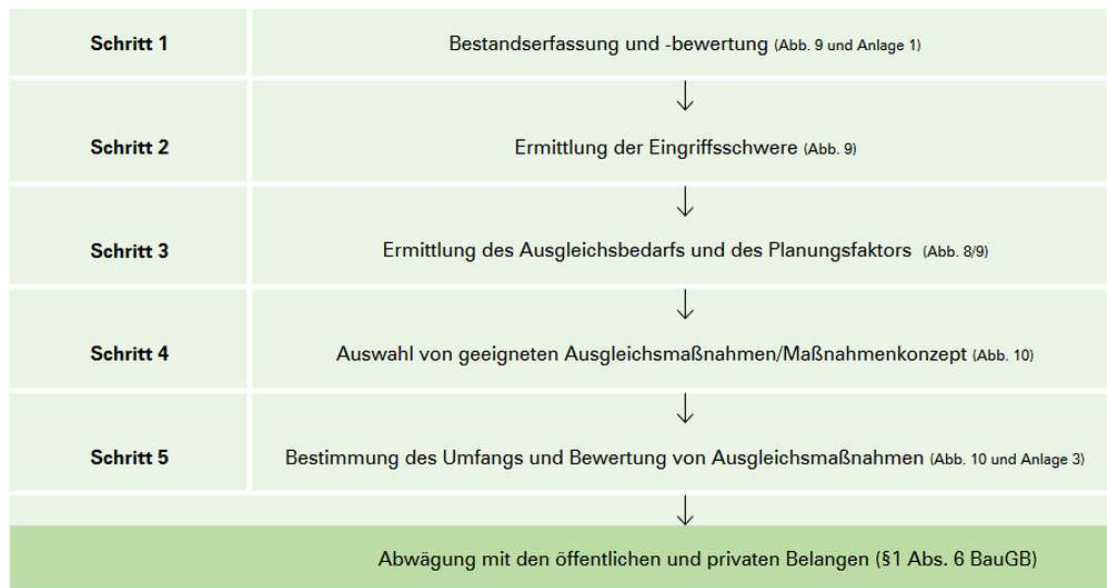 Schritt 1 Bestandserfassung und -bewertung (Abb. 9 und Anlage 1)
Schritt 2 Ermittlung der Eingriffsschwere (Abb. 9)
Schritt 3 Ermittlung des Ausgleichsbedarfs und des Planungsfaktors (Abb. 8/9)
Schritt 4 Auswahl von geeigneten Ausgleichsmaßnahmen/Maßnahmenkonzept (Abb. 10)
Schritt 5 Bestimmung des Umfangs und Bewertung von Ausgleichsmaßnahmen (Abb. 10 und Anlage 3)
Abwägung mit den öffentlichen und privaten Belangen (§1 Abs. 6 BauGB)